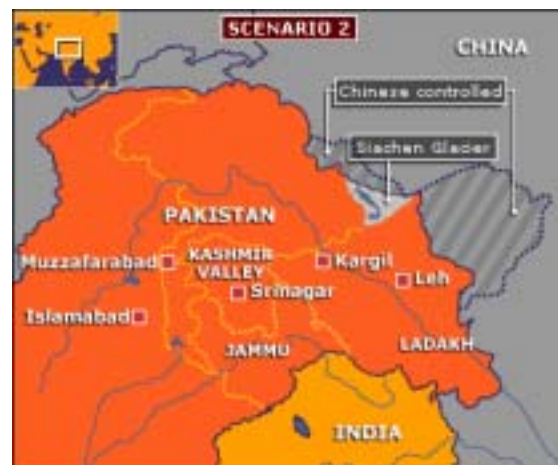 SCENARIO 2
CHINA
Chinese controlled
Siachen Glacier
PAKISTAN
Muzzafarabad
KASHMIR
VALLEY
Kargil
Srinagar
Leh
Islamabad
JAMMU
LADAKH
INDIA